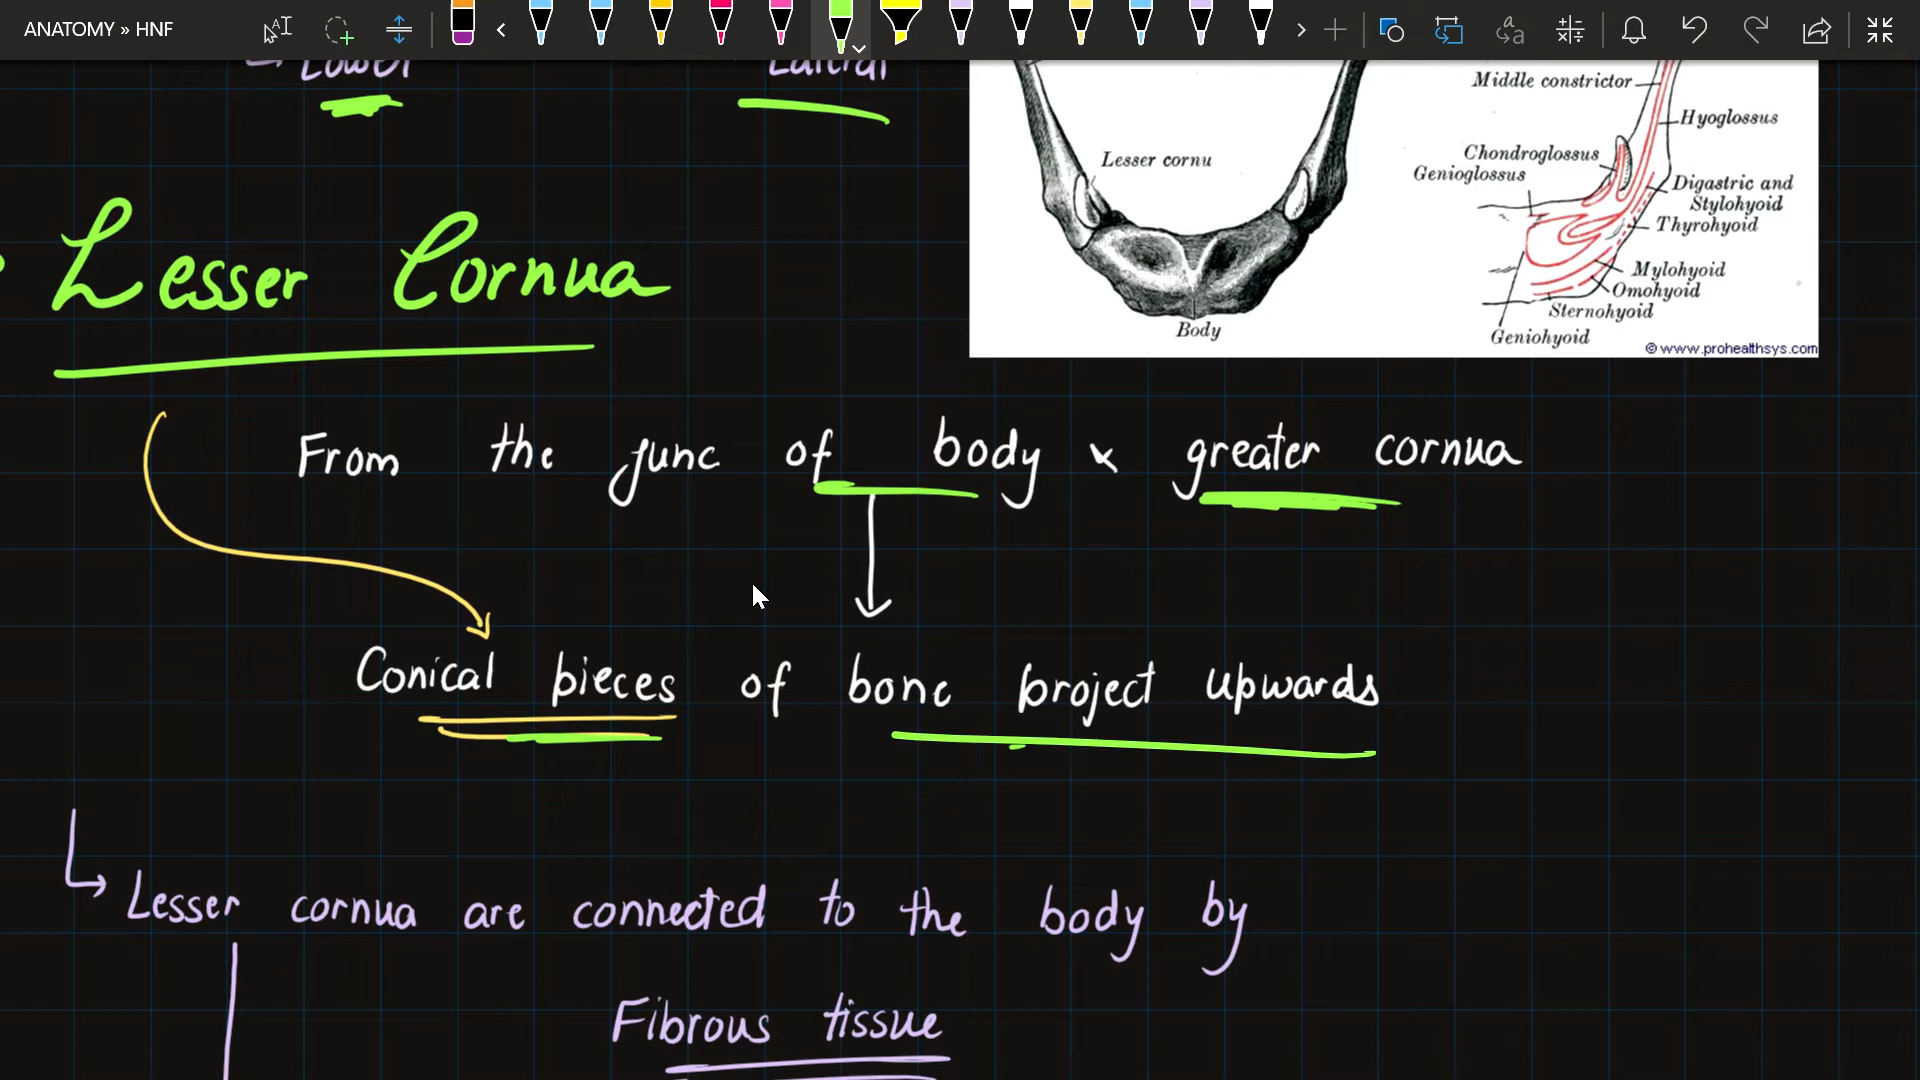 ANATOMY » HNF
Lower
Lateral
Middle constrictor
Hyoglossus
Lesser cornu
Chondroglossus
Genioglossus
Digastric and
Stylohyoid
Thyrohyoid
Mylohyoid
Omohyoid
Sternohyoid
Body
Geniohyoid
© www.prohealthsys.com
Lesser Cornua
From the junc of body & greater cornua
Conical pieces of bone project upwards
Lesser cornua are connected to the body by
Fibrous tissue